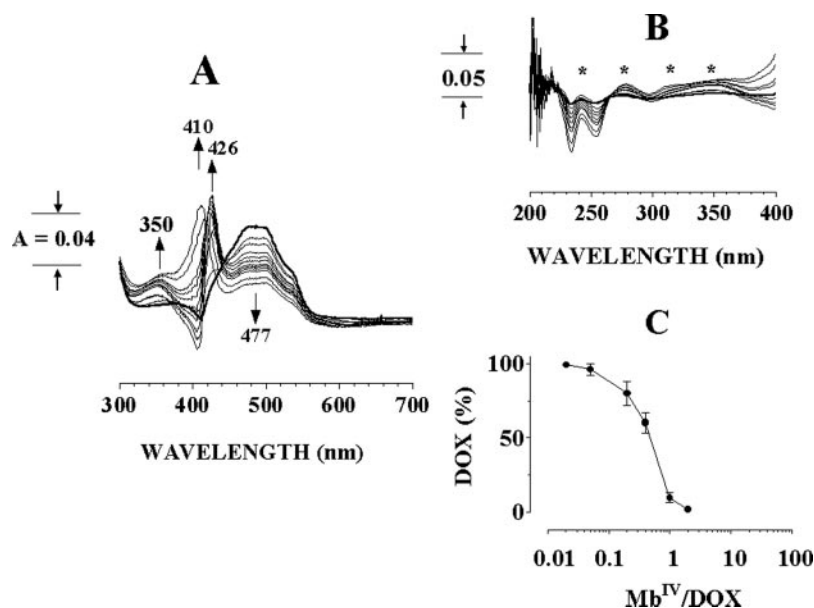 A
410
426
350
A = 0.04
477
300 400 500 600 700
WAVELENGTH (nm)
B
0.05
* * * *
200 250 300 350 400
WAVELENGTH (nm)
C
100
50
0
DOX (%)
0.01 0.1 1 10 100
Mb^IV/DOX